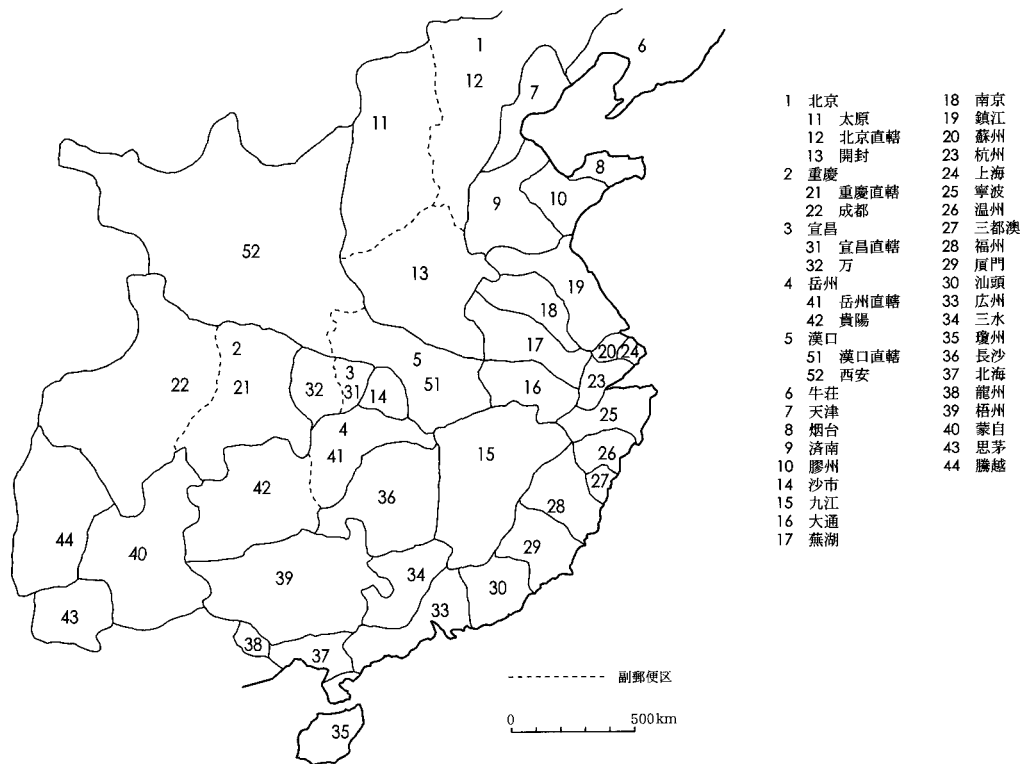 1 北京
11 太原
12 北京直轄
13 開封
2 重慶
21 重慶直轄
22 成都
3 宜昌
31 宜昌直轄
32 万
4 岳州
41 岳州直轄
42 貴陽
5 漢口
51 漢口直轄
52 西安
6 牛荘
7 天津
8 烟台
9 済南
10 膠州
14 沙市
15 九江
16 大通
17 蕪湖
18 南京
19 鎮江
20 蘇州
23 杭州
24 上海
25 寧波
26 温州
27 三都澳
28 福州
29 厦門
30 汕頭
33 広州
34 三水
35 瓊州
36 長沙
37 北海
38 龍州
39 梧州
40 蒙自
43 思茅
44 騰越
1
6
12
7
11
8
10
9
52
13
19
18
2
5
17
20
24
3
22
21
32
31
14
51
16
23
25
4
41
15
26
42
36
27
28
44
40
29
39
34
30
43
33
38
37
35
副郵便区
0 500km